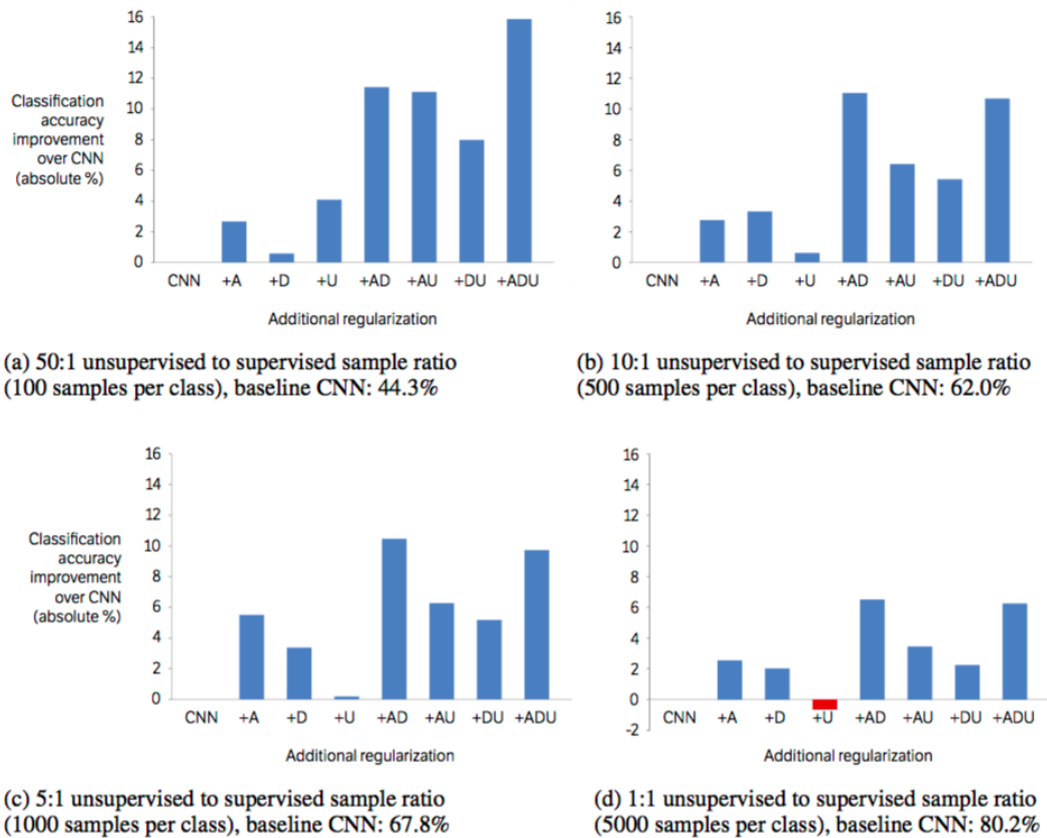 16
14
12
10
8
6
4
2
0
Classification
accuracy
improvement
over CNN
(absolute %)
CNN +A +D +U +AD +AU +DU +ADU
Additional regularization
(a) 50:1 unsupervised to supervised sample ratio
(100 samples per class), baseline CNN: 44.3%
16
14
12
10
8
6
4
2
0
CNN +A +D +U +AD +AU +DU +ADU
Additional regularization
(b) 10:1 unsupervised to supervised sample ratio
(500 samples per class), baseline CNN: 62.0%
16
14
12
10
8
6
4
2
0
Classification
accuracy
improvement
over CNN
(absolute %)
CNN +A +D +U +AD +AU +DU +ADU
Additional regularization
(c) 5:1 unsupervised to supervised sample ratio
(1000 samples per class), baseline CNN: 67.8%
16
14
12
10
8
6
4
2
0
-2
CNN +A +D +U +AD +AU +DU +ADU
Additional regularization
(d) 1:1 unsupervised to supervised sample ratio
(5000 samples per class), baseline CNN: 80.2%